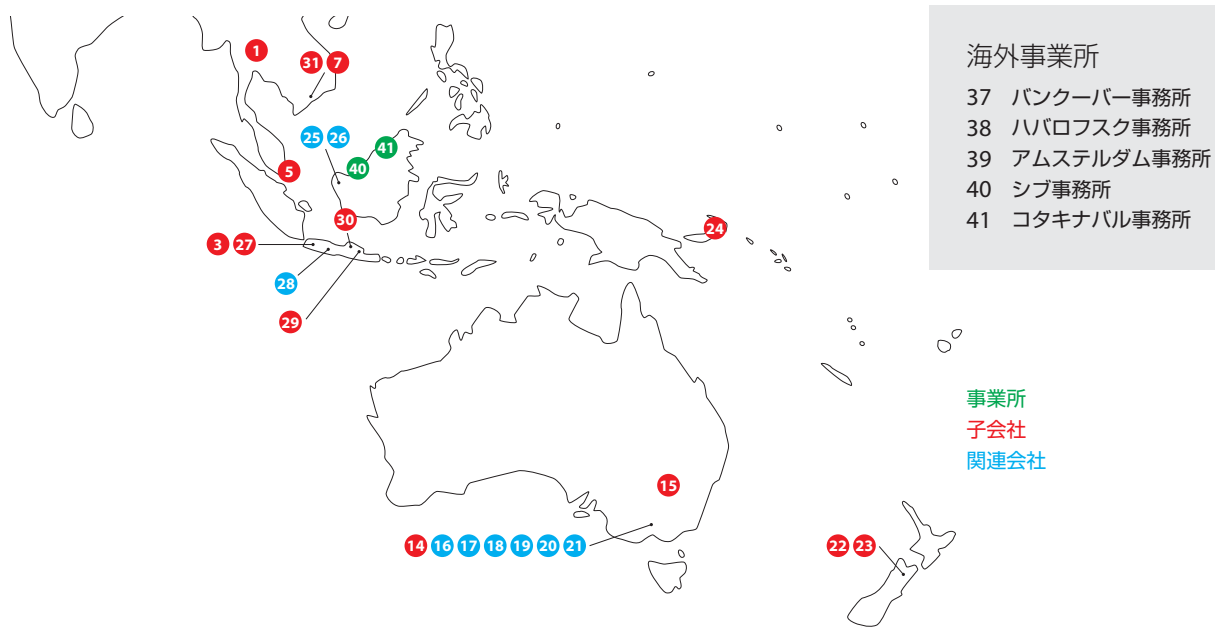 1
31 7
25 26
41
40
5
30
24
3 27
28
29
15
14 16 17 18 19 20 21
22 23
海外事業所
37 バンクーバー事務所
38 ハバロフスク事務所
39 アムステルダム事務所
40 シブ事務所
41 コタキナバル事務所
事業所
子会社
関連会社